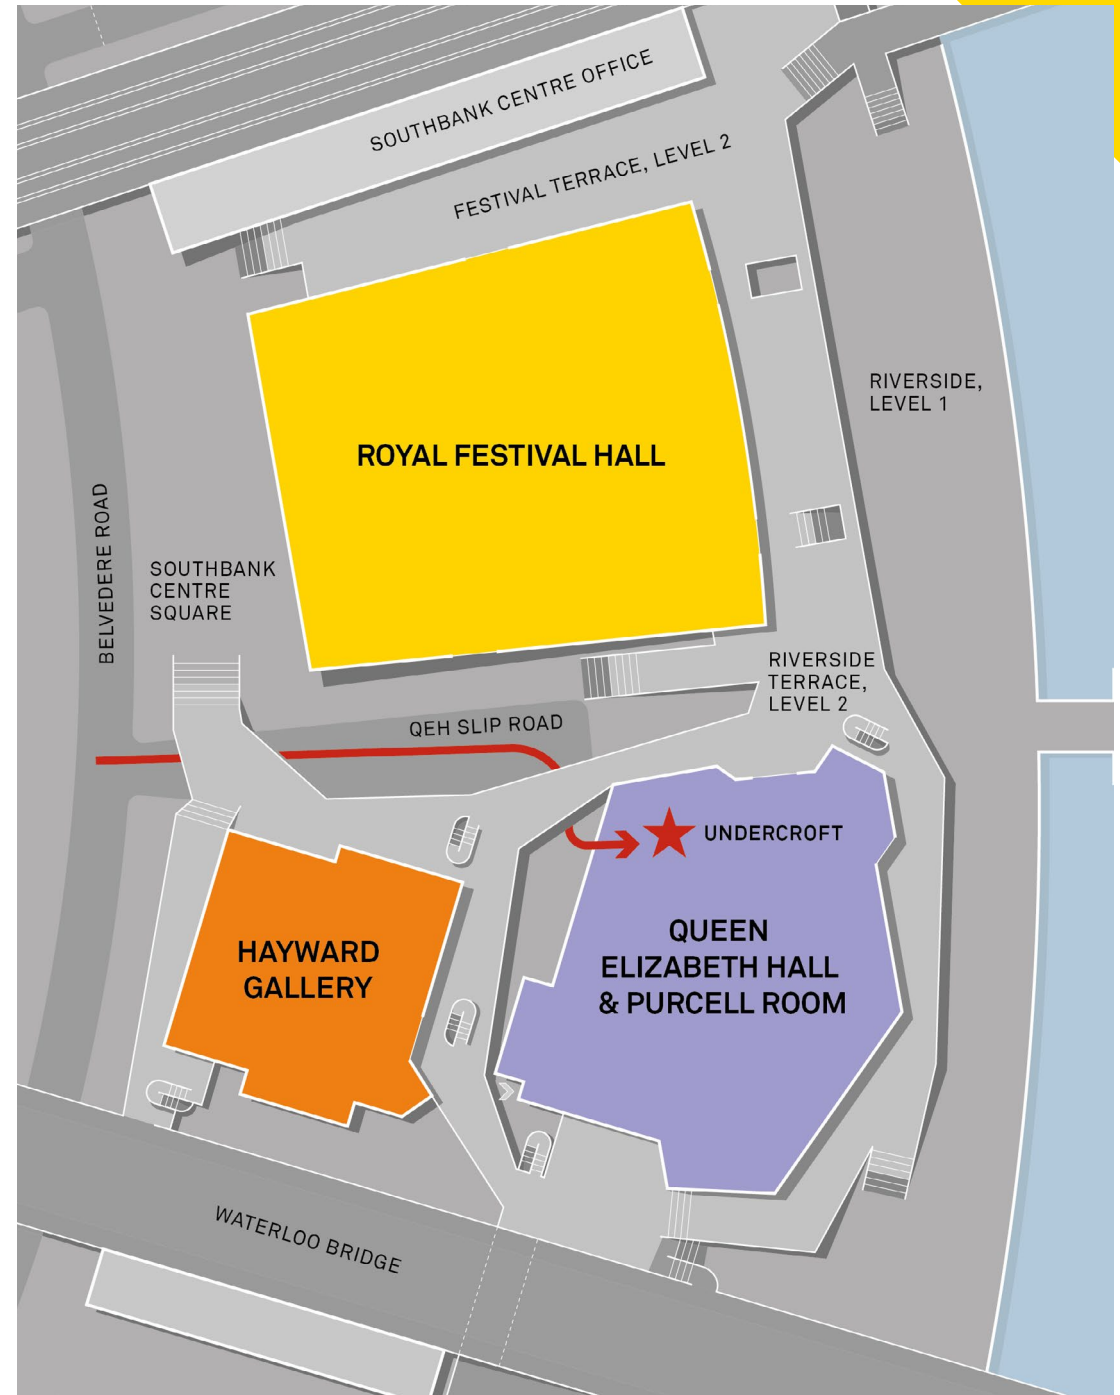 SOUTHBANK CENTRE OFFICE
FESTIVAL TERRACE, LEVEL 2
RIVERSIDE,
LEVEL 1
ROYAL FESTIVAL HALL
BELVEDERE ROAD
SOUTHBANK
CENTRE
SQUARE
RIVERSIDE
TERRACE,
LEVEL 2
QEH SLIP ROAD
UNDERCROFT
QUEEN
ELIZABETH HALL
& PURCELL ROOM
HAYWARD
GALLERY
WATERLOO BRIDGE